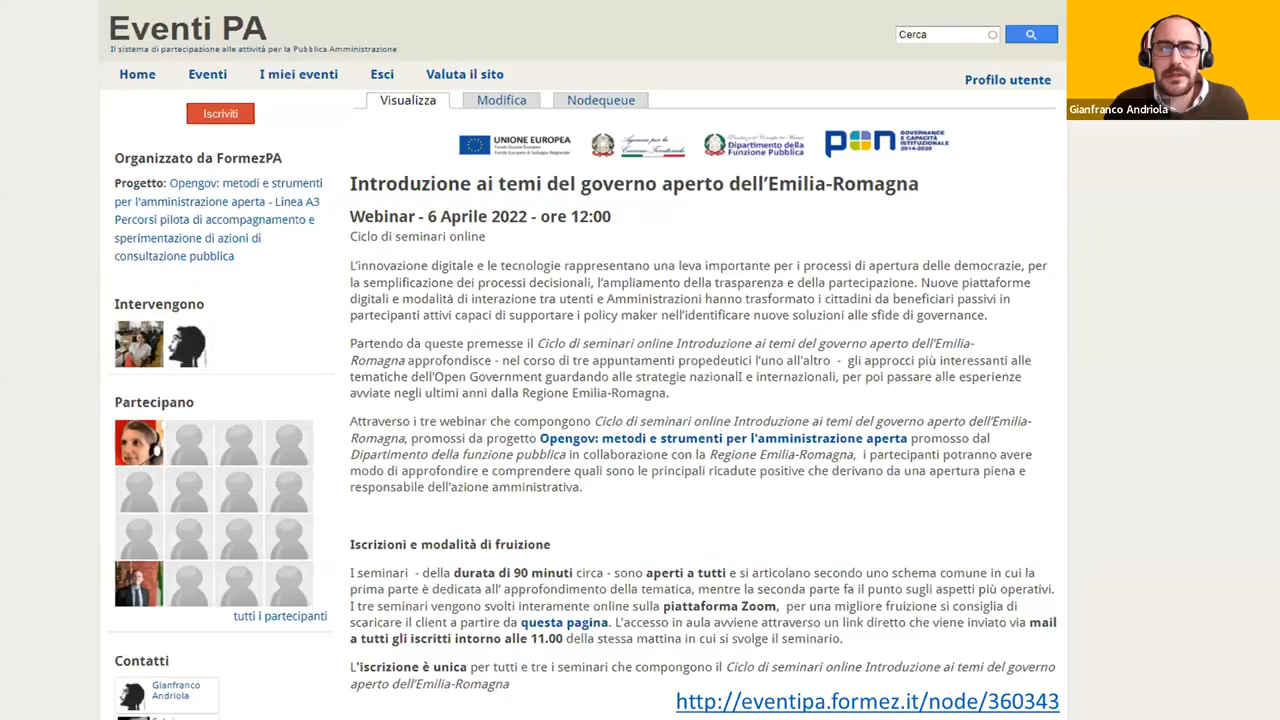 Eventi PA
Il sistema di partecipazione alle attività per la Pubblica Amministrazione
Cerca
Home
Eventi
I miei eventi
Esci
Valuta il sito
Profilo utente
Gianfranco Andriola
Iscriviti
Visualizza
Modifica
Nodequeue
UNIONE EUROPEA
Fondo Sociale Europeo
Fondo Europeo di Sviluppo Regionale
Agenzia per la
Coesione Territoriale
Dipartimento della
Funzione Pubblica
pon
GOVERNANCE
E CAPACITÀ
ISTITUZIONALE
2014-2020
Organizzato da FormezPA
Progetto: Opengov: metodi e strumenti
per l'amministrazione aperta - Linea A3
Percorsi pilota di accompagnamento e
sperimentazione di azioni di
consultazione pubblica
Intervengono
Partecipano
tutti i partecipanti
Contatti
Gianfranco
Andriola
Introduzione ai temi del governo aperto dell’Emilia-Romagna
Webinar - 6 Aprile 2022 - ore 12:00
Ciclo di seminari online
L’innovazione digitale e le tecnologie rappresentano una leva importante per i processi di apertura delle democrazie, per
la semplificazione dei processi decisionali, l’ampliamento della trasparenza e della partecipazione. Nuove piattaforme
digitali e modalità di interazione tra utenti e Amministrazioni hanno trasformato i cittadini da beneficiari passivi in
partecipanti attivi capaci di supportare i policy maker nell’identificare nuove soluzioni alle sfide di governance.
Partendo da queste premesse il Ciclo di seminari online Introduzione ai temi del governo aperto dell’Emilia-
Romagna approfondisce - nel corso di tre appuntamenti propedeutici l’uno all'altro - gli approcci più interessanti alle
tematiche dell’Open Government guardando alle strategie nazionalI e internazionali, per poi passare alle esperienze
avviate negli ultimi anni dalla Regione Emilia-Romagna.
Attraverso i tre webinar che compongono Ciclo di seminari online Introduzione ai temi del governo aperto dell’Emilia-
Romagna, promossi da progetto Opengov: metodi e strumenti per l'amministrazione aperta promosso dal
Dipartimento della funzione pubblica in collaborazione con la Regione Emilia-Romagna, i partecipanti potranno avere
modo di approfondire e comprendere quali sono le principali ricadute positive che derivano da una apertura piena e
responsabile dell’azione amministrativa.
Iscrizioni e modalità di fruizione
I seminari - della durata di 90 minuti circa - sono aperti a tutti e si articolano secondo uno schema comune in cui la
prima parte è dedicata all’ approfondimento della tematica, mentre la seconda parte fa il punto sugli aspetti più operativi.
I tre seminari vengono svolti interamente online sulla piattaforma Zoom, per una migliore fruizione si consiglia di
scaricare il client a partire da questa pagina. L'accesso in aula avviene attraverso un link diretto che viene inviato via mail
a tutti gli iscritti intorno alle 11.00 della stessa mattina in cui si svolge il seminario.
L'iscrizione è unica per tutti e tre i seminari che compongono il Ciclo di seminari online Introduzione ai temi del governo
aperto dell’Emilia-Romagna
http://eventipa.formez.it/node/360343